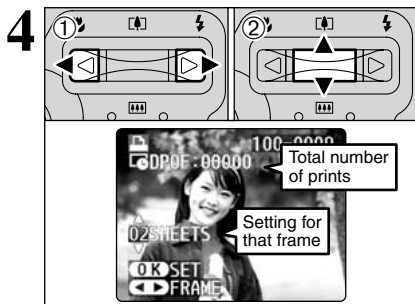 4
① ②
100-0009
DPOF:00000
Total number
of prints
02SHEETS
Setting for
that frame
OK SET
FRAME